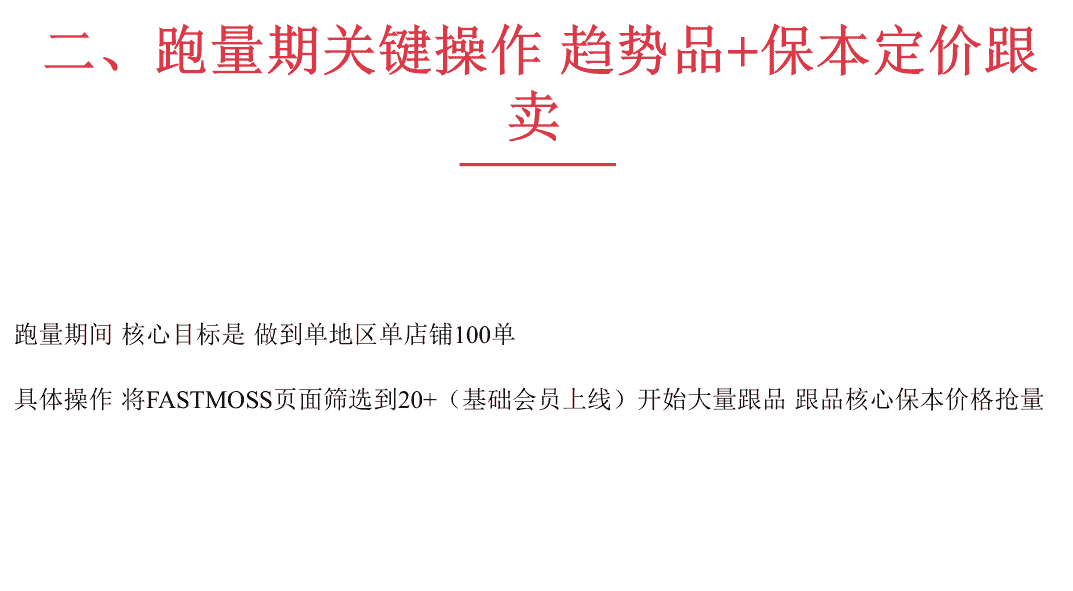 二、跑量期关键操作 趋势品+保本定价跟
卖
跑量期间 核心目标是 做到单地区单店铺100单
具体操作 将FASTMOSS页面筛选到20+（基础会员上线）开始大量跟品 跟品核心保本价格抢量